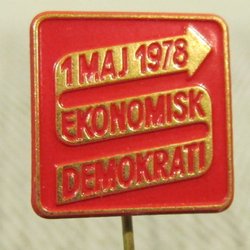 1 MAJ 1978
EKONOMISK
DEMOKRATI